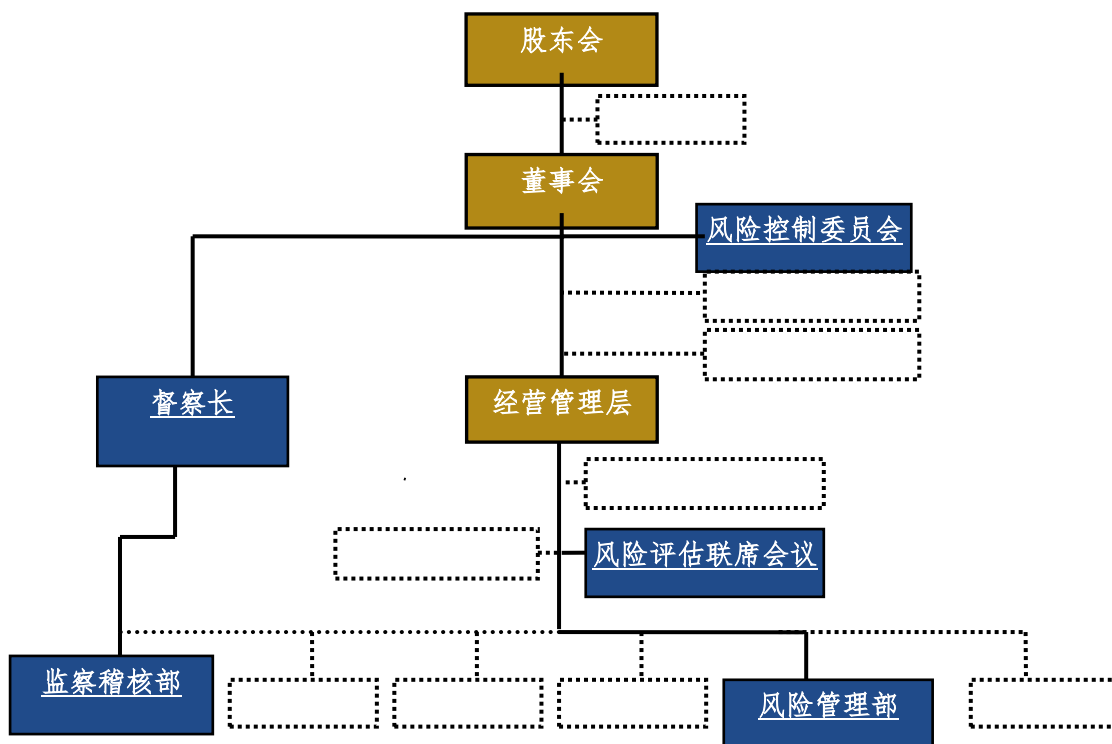 股东会
董事会
风险控制委员会
督察长
经营管理层
风险评估联席会议
监察稽核部
风险管理部